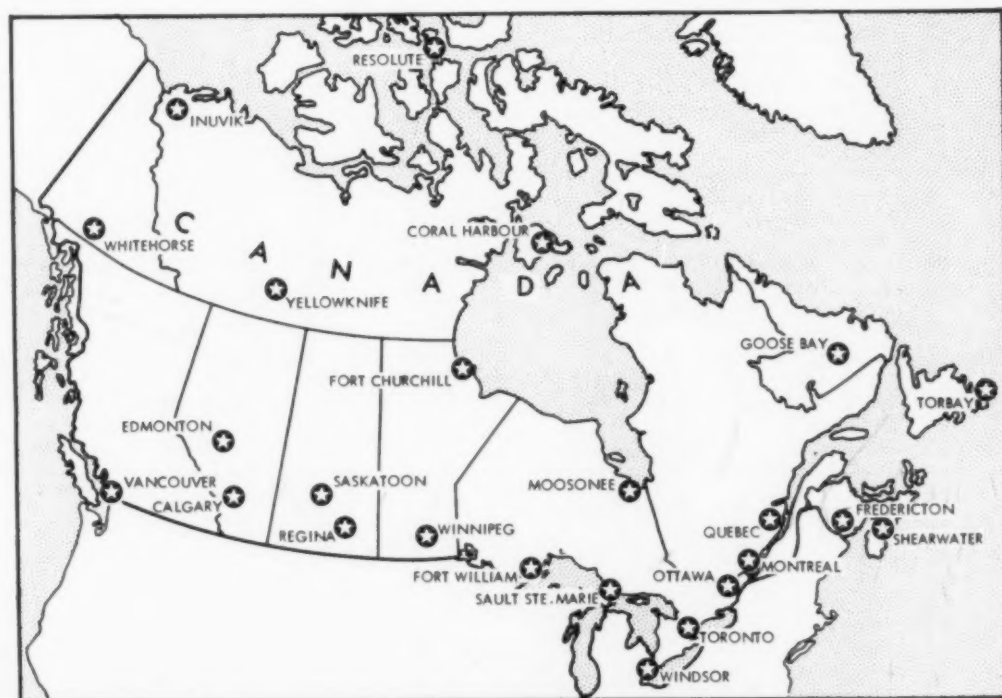 RESOLUTE
INUVIK
C A N A D A
WHITEHORSE
CORAL HARBOUR
YELLOWKNIFE
GOOSE BAY
FORT CHURCHILL
TORBAY
EDMONTON
VANCOUVER
SASKATOON
MOOSONEE
CALGARY
FREDERICTON
QUEBEC
REGINA
WINNIPEG
SHEARWATER
MONTREAL
FORT WILLIAM
OTTAWA
SAULT STE. MARIE
TORONTO
WINDSOR